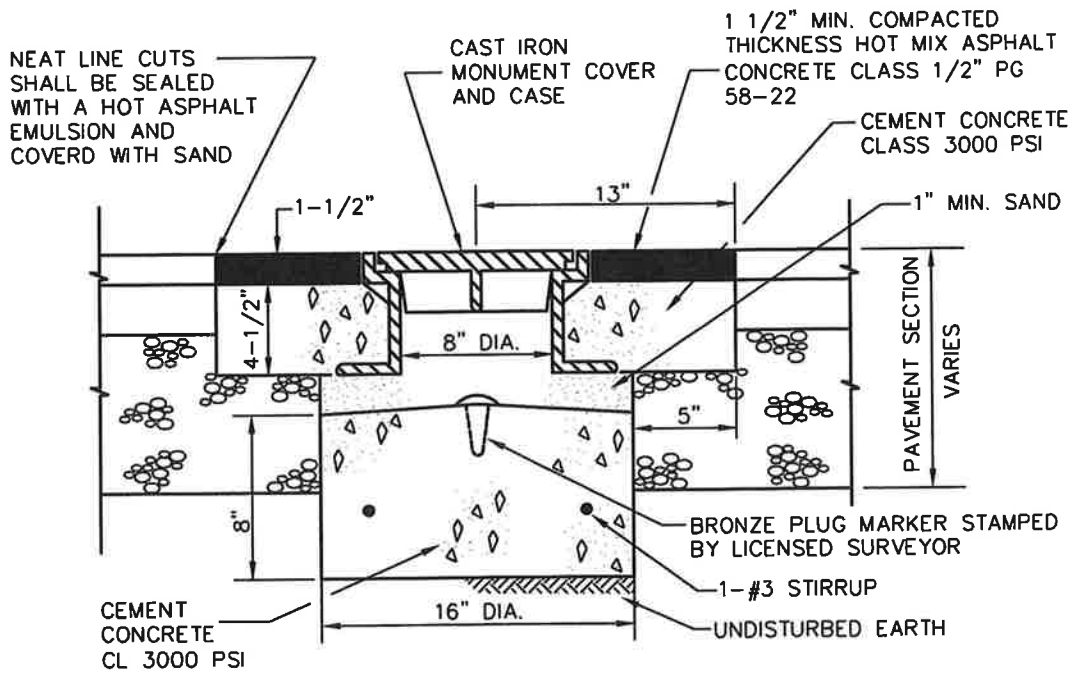 NEAT LINE CUTS
SHALL BE SEALED
WITH A HOT ASPHALT
EMULSION AND
COVERD WITH SAND
CAST IRON
MONUMENT COVER
AND CASE
1 1/2" MIN. COMPACTED
THICKNESS HOT MIX ASPHALT
CONCRETE CLASS 1/2" PG
58-22
CEMENT CONCRETE
CLASS 3000 PSI
1" MIN. SAND
13"
1-1/2"
4-1/2"
8" DIA.
5"
PAVEMENT SECTION
VARIES
8"
BRONZE PLUG MARKER STAMPED
BY LICENSED SURVEYOR
1-#3 STIRRUP
UNDISTURBED EARTH
16" DIA.
CEMENT
CONCRETE
CL 3000 PSI